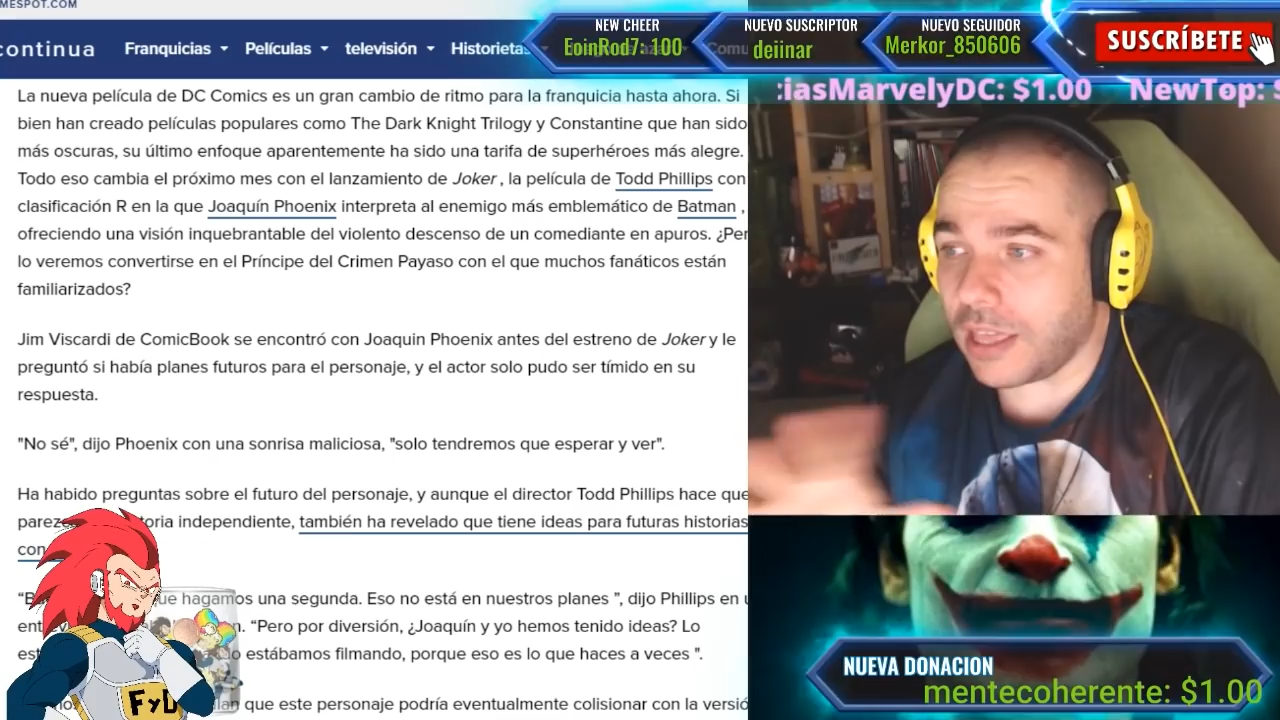 MESPOT.COM
continua
Franquicias
Películas
televisión
Historietas
NEW CHEER
EoinRod7: 100
NUEVO SUSCRIPTOR
deiinar
NUEVO SEGUIDOR
Merkor_850606
SUSCRÍBETE
iasMarvelyDC: $1.00 NewTop:
La nueva película de DC Comics es un gran cambio de ritmo para la franquicia hasta ahora. Si
bien han creado películas populares como The Dark Knight Trilogy y Constantine que han sido
más oscuras, su último enfoque aparentemente ha sido una tarifa de superhéroes más alegre.
Todo eso cambia el próximo mes con el lanzamiento de Joker , la película de Todd Phillips con
clasificación R en la que Joaquín Phoenix interpreta al enemigo más emblemático de Batman ,
ofreciendo una visión inquebrantable del violento descenso de un comediante en apuros. ¿Per
lo veremos convertirse en el Príncipe del Crimen Payaso con el que muchos fanáticos están
familiarizados?
Jim Viscardi de ComicBook se encontró con Joaquin Phoenix antes del estreno de Joker y le
preguntó si había planes futuros para el personaje, y el actor solo pudo ser tímido en su
respuesta.
"No sé", dijo Phoenix con una sonrisa maliciosa, "solo tendremos que esperar y ver".
Ha habido preguntas sobre el futuro del personaje, y aunque el director Todd Phillips hace que
parez toria independiente, también ha revelado que tiene ideas para futuras historias
con
que hagamos una segunda. Eso no está en nuestros planes ", dijo Phillips en
ent n. “Pero por diversión, ¿Joaquín y yo hemos tenido ideas? Lo
est o estábamos filmando, porque eso es lo que haces a veces ".
que este personaje podría eventualmente colisionar con la versió
FyD
NUEVA DONACION
mentecoherente: $1.00